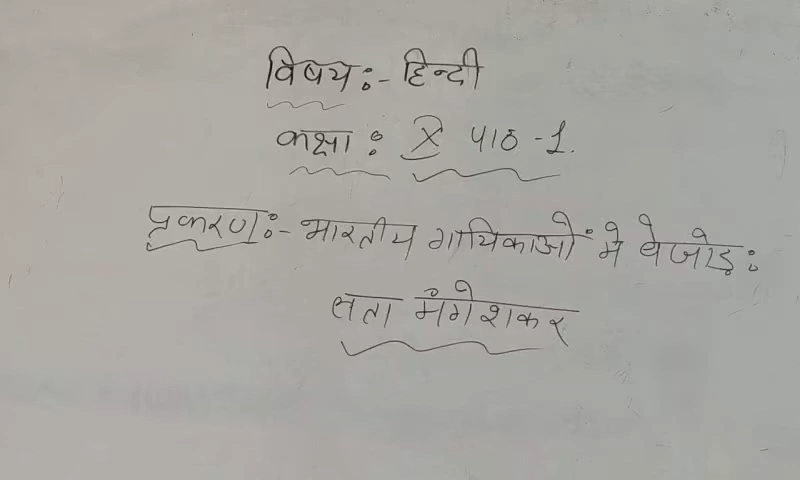 विषय:- हिन्दी
कक्षा : X पाठ -1.
प्रकरण:- भारतीय गायिकाओं में बेजोड़ :
लता मंगेशकर